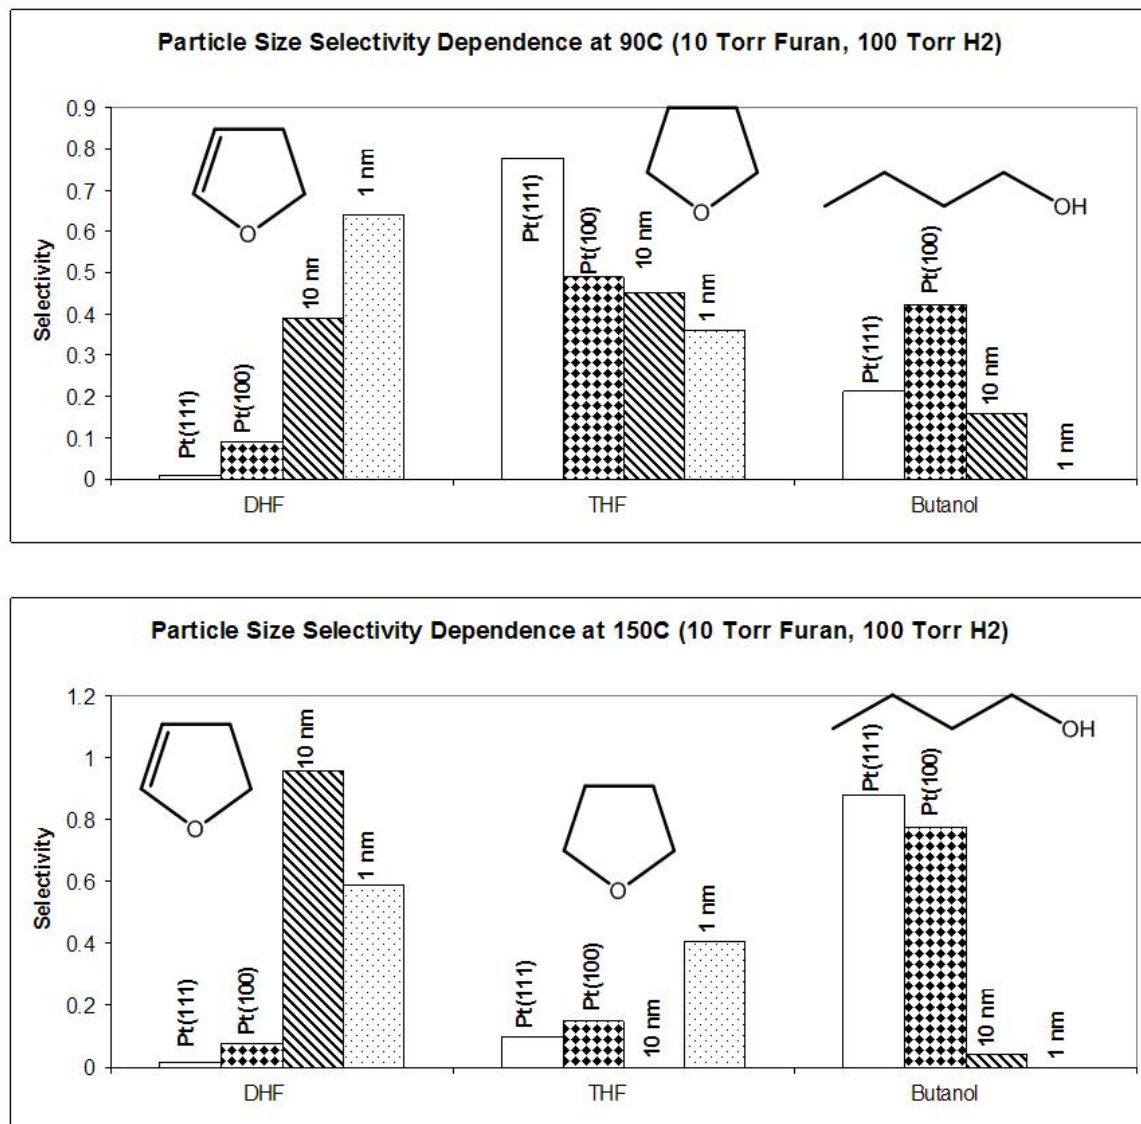 Particle Size Selectivity Dependence at 90C (10 Torr Furan, 100 Torr H2)
Selectivity
0.9
0.8
0.7
0.6
0.5
0.4
0.3
0.2
0.1
0
O
O
OH
Pt(111)
Pt(100)
10 nm
1 nm
Pt(111)
Pt(100)
10 nm
1 nm
Pt(111)
Pt(100)
10 nm
1 nm
DHF
THF
Butanol
Particle Size Selectivity Dependence at 150C (10 Torr Furan, 100 Torr H2)
Selectivity
1.2
1
0.8
0.6
0.4
0.2
0
O
O
OH
Pt(111)
Pt(100)
10 nm
1 nm
Pt(111)
Pt(100)
10 nm
1 nm
Pt(111)
Pt(100)
10 nm
1 nm
DHF
THF
Butanol